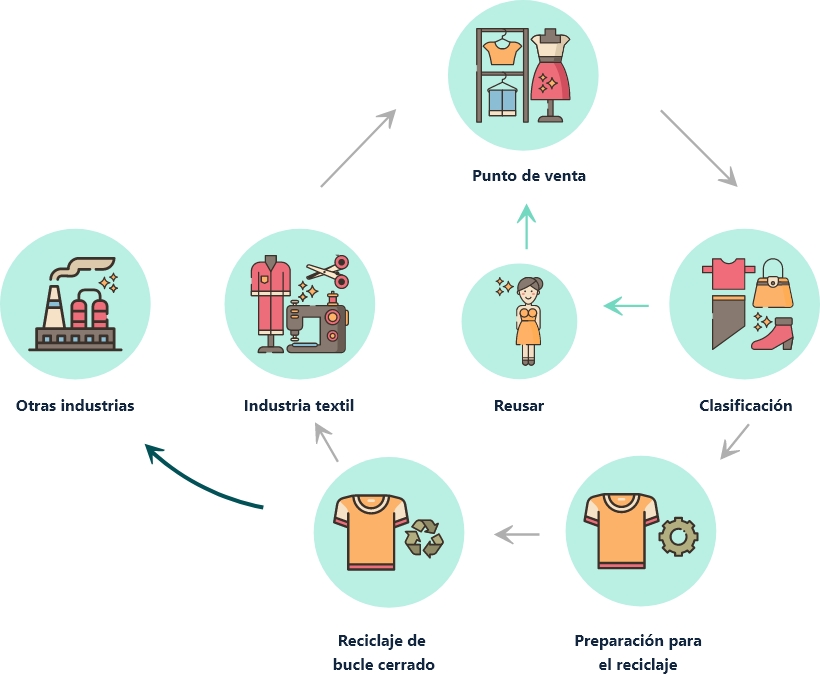 Punto de venta
Otras industrias
Industria textil
Reusar
Clasificación
Reciclaje de
bucle cerrado
Preparación para
el reciclaje